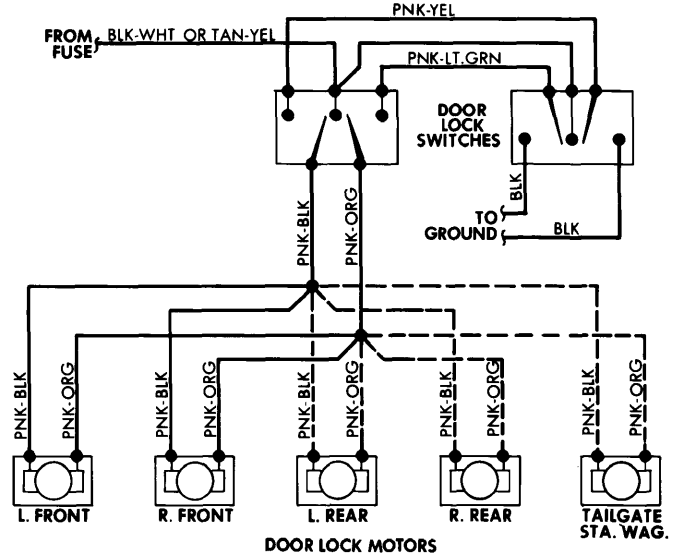 PNK-YEL
FROM
FUSE
BLK-WHT OR TAN-YEL
PNK-LT.GRN
DOOR
LOCK
SWITCHES
BLK
TO
GROUND
BLK
PNK-BLK
PNK-ORG
PNK-BLK
PNK-ORG
PNK-BLK
PNK-ORG
PNK-BLK
PNK-ORG
PNK-BLK
PNK-ORG
PNK-BLK
PNK-ORG
L. FRONT
R. FRONT
L. REAR
R. REAR
TAILGATE
STA. WAG.
DOOR LOCK MOTORS